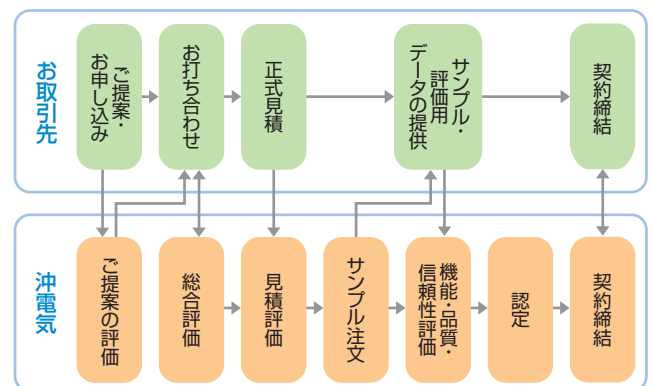 お取引先
ご提案・
お申し込み
お打ち合わせ
正式見積
サンプル・
評価用
データの提供
契約締結
沖電気
ご提案の評価
総合評価
見積評価
サンプル注文
機能・品質・
信頼性評価
認定
契約締結